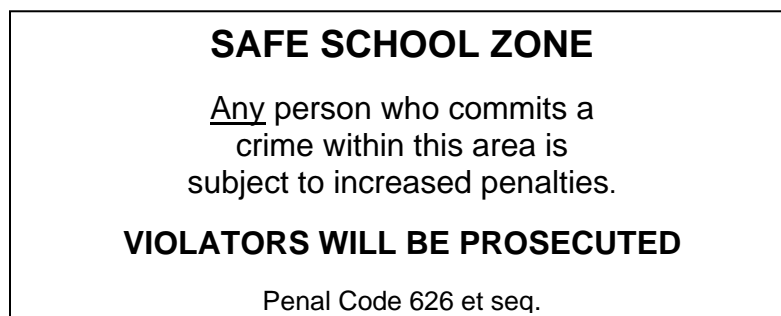 SAFE SCHOOL ZONE
Any person who commits a
crime within this area is
subject to increased penalties.
VIOLATORS WILL BE PROSECUTED
Penal Code 626 et seq.